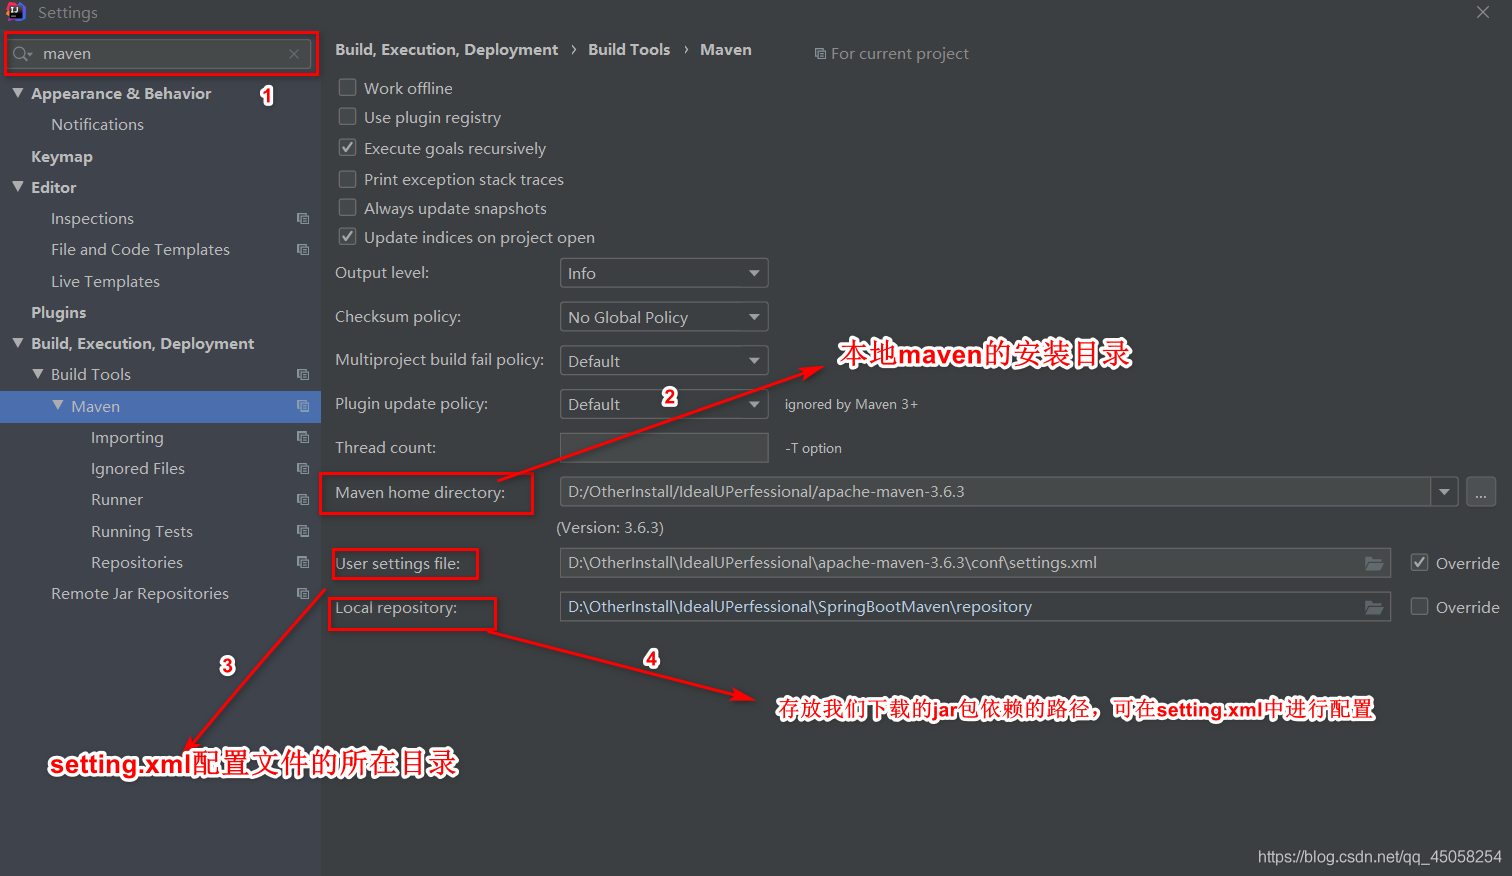 Settings
maven
1
Appearance & Behavior
Notifications
Keymap
Editor
Inspections
File and Code Templates
Live Templates
Plugins
Build, Execution, Deployment
Build Tools
Maven
Importing
Ignored Files
Runner
Running Tests
Repositories
Remote Jar Repositories
Build, Execution, Deployment › Build Tools › Maven
For current project
Work offline
Use plugin registry
Execute goals recursively
Print exception stack traces
Always update snapshots
Update indices on project open
Output level: Info
Checksum policy: No Global Policy
Multiproject build fail policy: Default
本地maven的安装目录
2
Plugin update policy: Default ignored by Maven 3+
Thread count: -T option
Maven home directory: D:/OtherInstall/IdealUPerfessional/apache-maven-3.6.3 ...
(Version: 3.6.3)
User settings file: D:\OtherInstall\IdealUPerfessional\apache-maven-3.6.3\conf\settings.xml Override
Local repository: D:\OtherInstall\IdealUPerfessional\SpringBootMaven\repository Override
3
4
存放我们下载的jar包依赖的路径，可在setting.xml中进行配置
setting.xml配置文件的所在目录
https://blog.csdn.net/qq_45058254